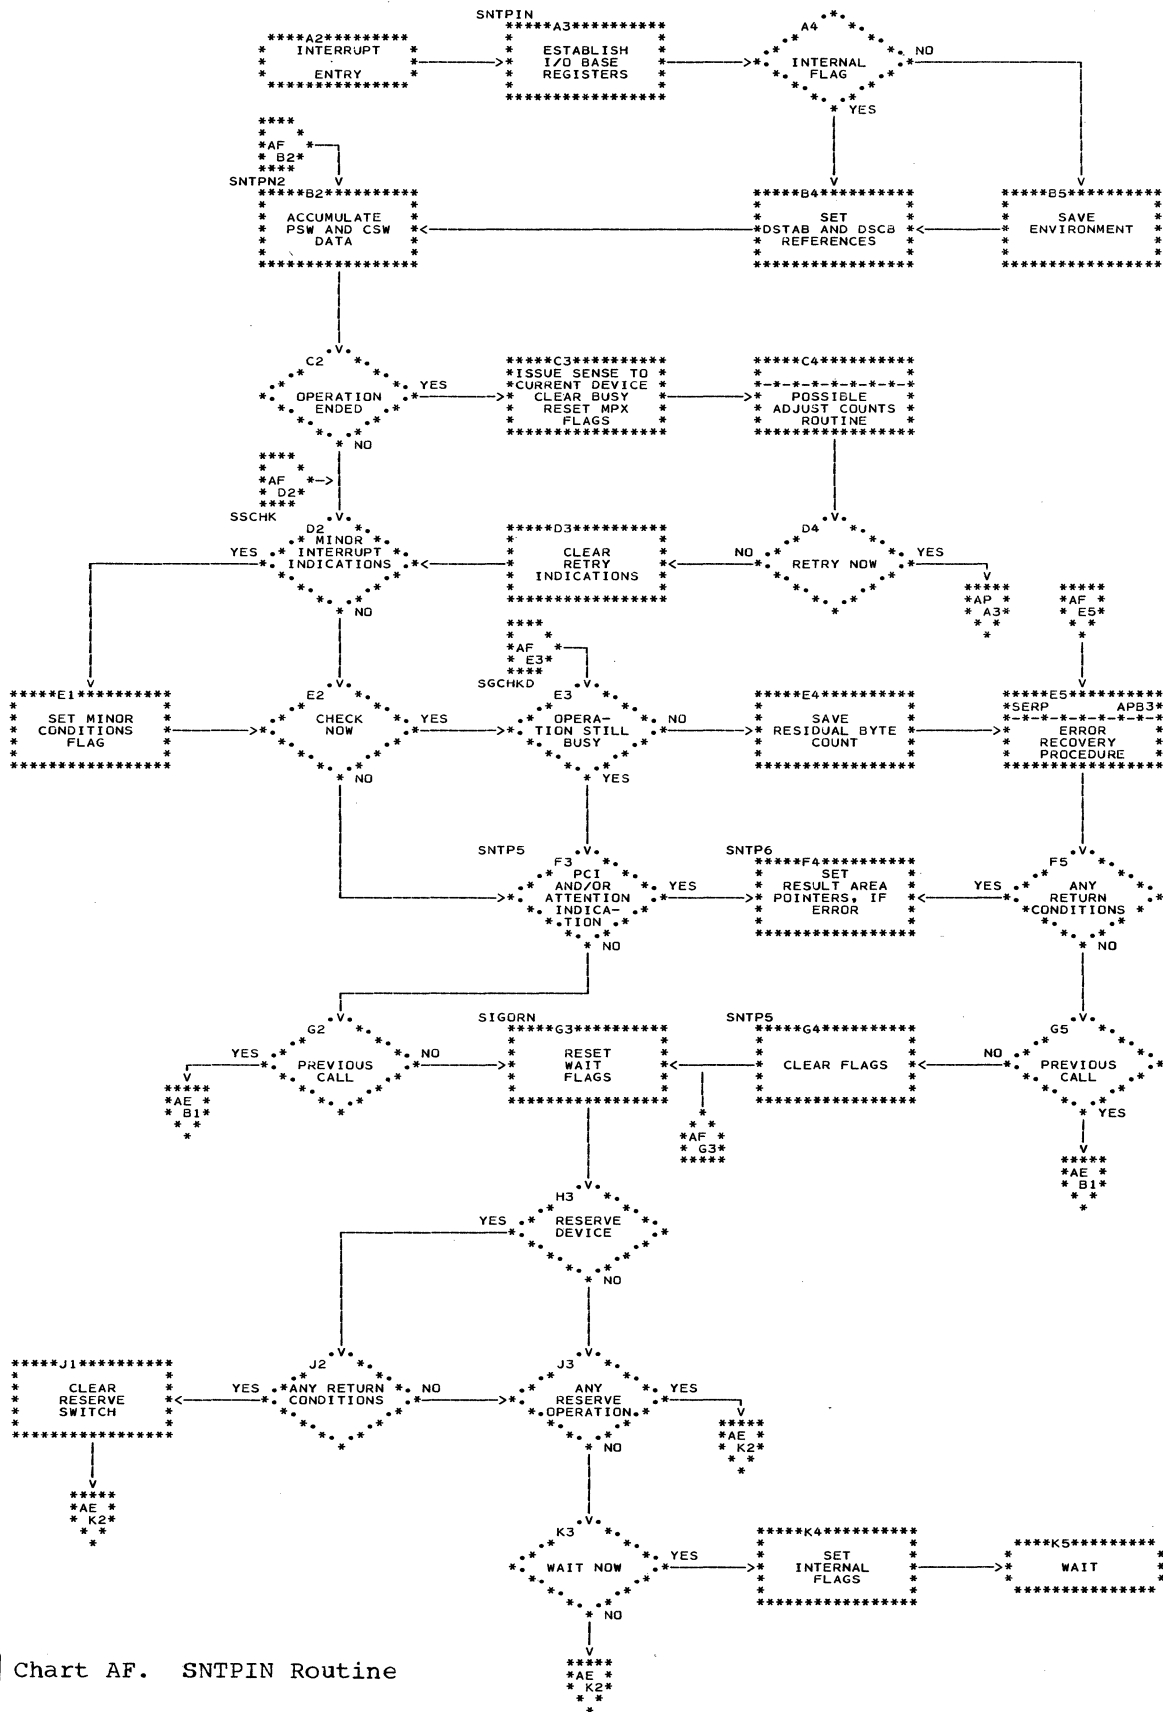 SNTPIN
****A2*********
INTERRUPT
ENTRY
*****A3**********
ESTABLISH
I/O BASE
REGISTERS
A4
INTERNAL
FLAG
NO
YES
AF
B2
SNTPN2
*****B2**********
ACCUMULATE
PSW AND CSW
DATA
*****B4**********
SET
DSTAB AND DSCB
REFERENCES
*****B5**********
SAVE
ENVIRONMENT
C2
OPERATION
ENDED
YES
NO
*****C3**********
ISSUE SENSE TO
CURRENT DEVICE
CLEAR BUSY
RESET MPX
FLAGS
*****C4**********
*-*-*-*-*-*-*-*
POSSIBLE
ADJUST COUNTS
ROUTINE
AF
D2
SSCHK
D2
MINOR
INTERRUPT
INDICATIONS
YES
NO
*****D3**********
CLEAR
RETRY
INDICATIONS
D4
RETRY NOW
NO
YES
AP
A3
AF
E5
AF
E3
SGCHKD
*****E1**********
SET MINOR
CONDITIONS
FLAG
E2
CHECK
NOW
YES
NO
E3
OPERA-
TION STILL
BUSY
NO
YES
*****E4**********
SAVE
RESIDUAL BYTE
COUNT
*****E5**********
SERP APB3
*-*-*-*-*-*-*-*
ERROR
RECOVERY
PROCEDURE
SNTP5
F3
PCI
AND/OR
ATTENTION
INDICA-
TION
YES
NO
SNTP6
*****F4**********
SET
RESULT AREA
POINTERS, IF
ERROR
F5
ANY
RETURN
CONDITIONS
YES
NO
G2
PREVIOUS
CALL
YES
NO
AE
B1
SIGORN
*****G3**********
RESET
WAIT
FLAGS
SNTP5
*****G4**********
CLEAR FLAGS
G5
PREVIOUS
CALL
NO
YES
AF
G3
AE
B1
H3
RESERVE
DEVICE
YES
NO
*****J1**********
CLEAR
RESERVE
SWITCH
J2
ANY RETURN
CONDITIONS
YES
NO
J3
ANY
RESERVE
OPERATION
YES
NO
AE
K2
AE
K2
K3
WAIT NOW
YES
NO
*****K4**********
SET
INTERNAL
FLAGS
****K5*********
WAIT
AE
K2
Chart AF. SNTPIN Routine